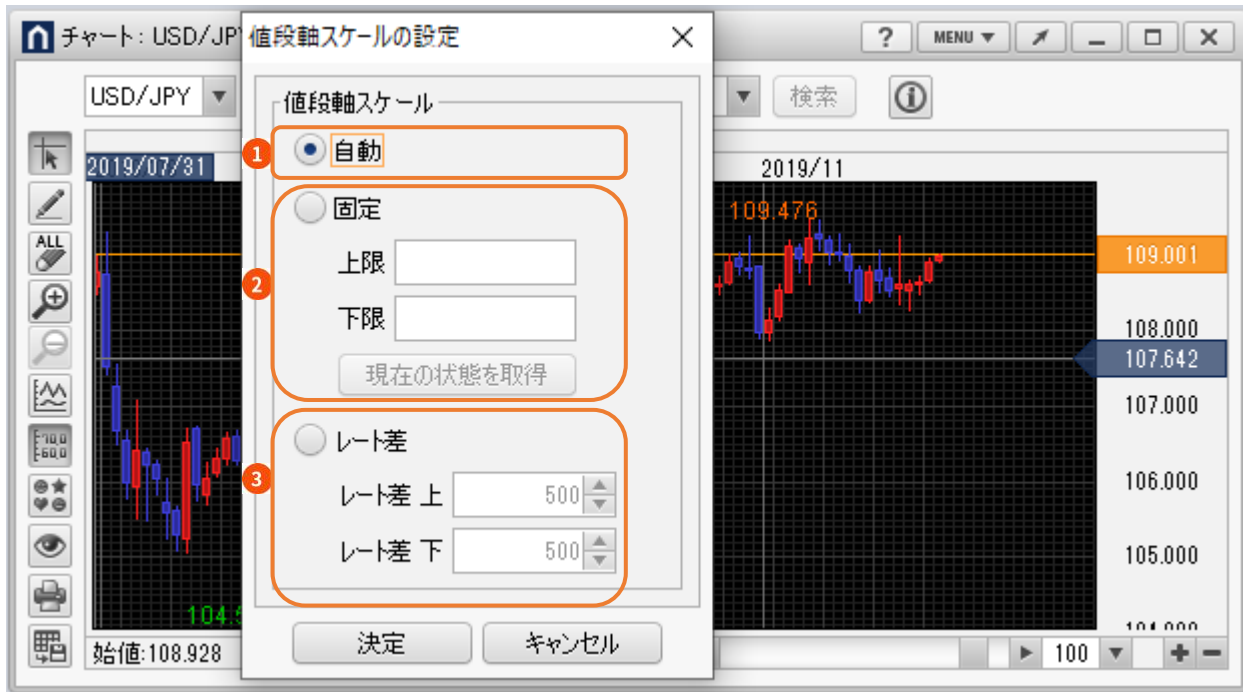 チャート: USD/JP
値段軸スケールの設定
?
MENU
USD/JPY
検索
値段軸スケール
1
自動
2019/07/31
2019/11
2
固定
上限
下限
現在の状態を取得
109.476
109.001
108.000
107.642
107.000
106.000
105.000
ALL
3
レート差
レート差 上 500
レート差 下 500
104.5
始値:108.928
決定
キャンセル
100